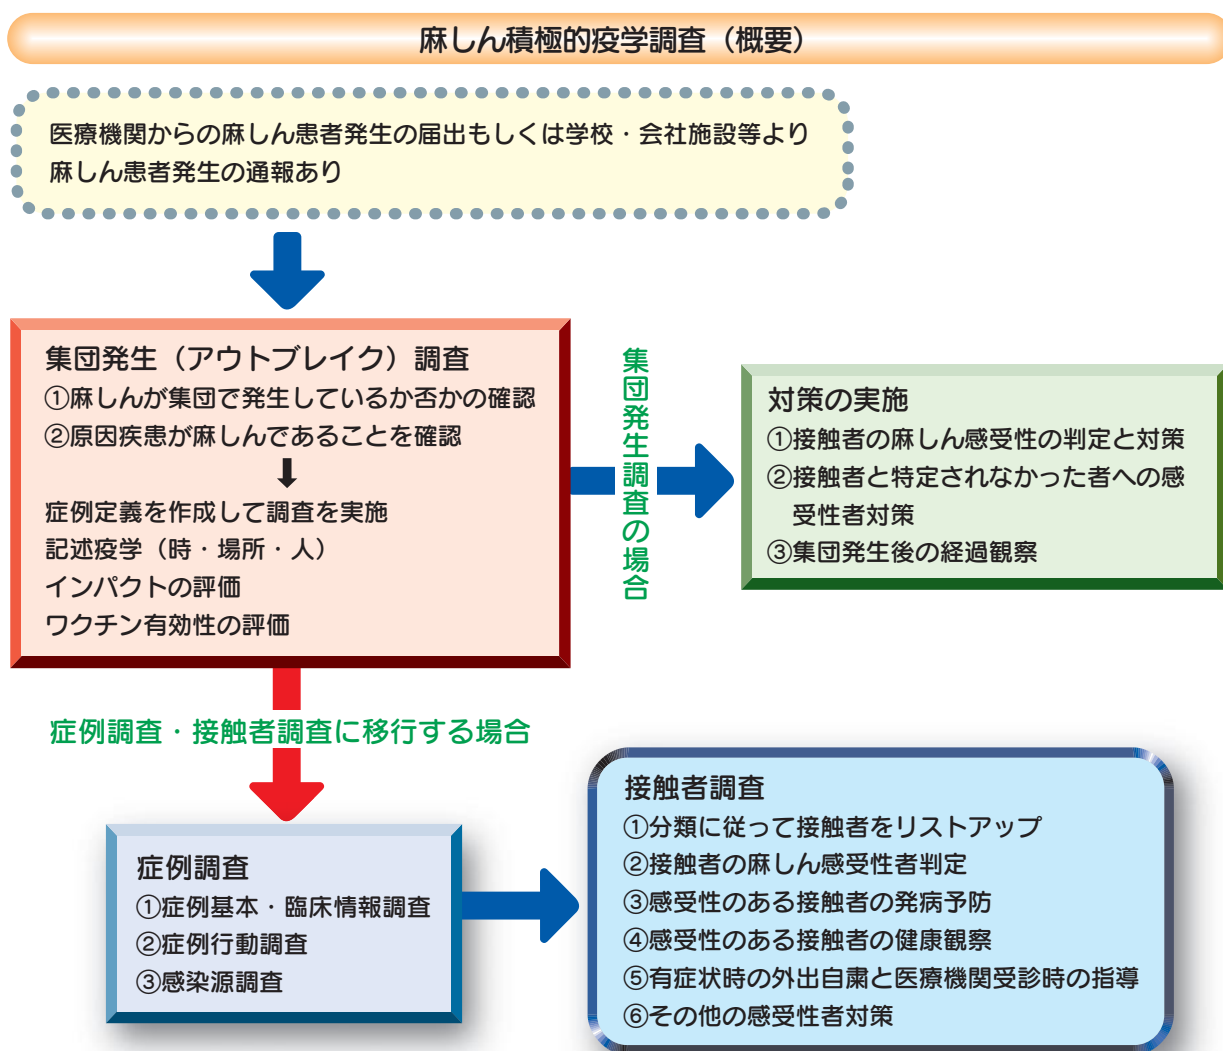 麻しん積極的疫学調査（概要）
医療機関からの麻しん患者発生の届出もしくは学校・会社施設等より
麻しん患者発生の通報あり
集団発生（アウトブレイク）調査
①麻しんが集団で発生しているか否かの確認
②原因疾患が麻しんであることを確認
症例定義を作成して調査を実施
記述疫学（時・場所・人）
インパクトの評価
ワクチン有効性の評価
集団発生調査の場合
対策の実施
①接触者の麻しん感受性の判定と対策
②接触者と特定されなかった者への感
受性者対策
③集団発生後の経過観察
症例調査・接触者調査に移行する場合
症例調査
①症例基本・臨床情報調査
②症例行動調査
③感染源調査
接触者調査
①分類に従って接触者をリストアップ
②接触者の麻しん感受性者判定
③感受性のある接触者の発病予防
④感受性のある接触者の健康観察
⑤有症状時の外出自粛と医療機関受診時の指導
⑥その他の感受性者対策